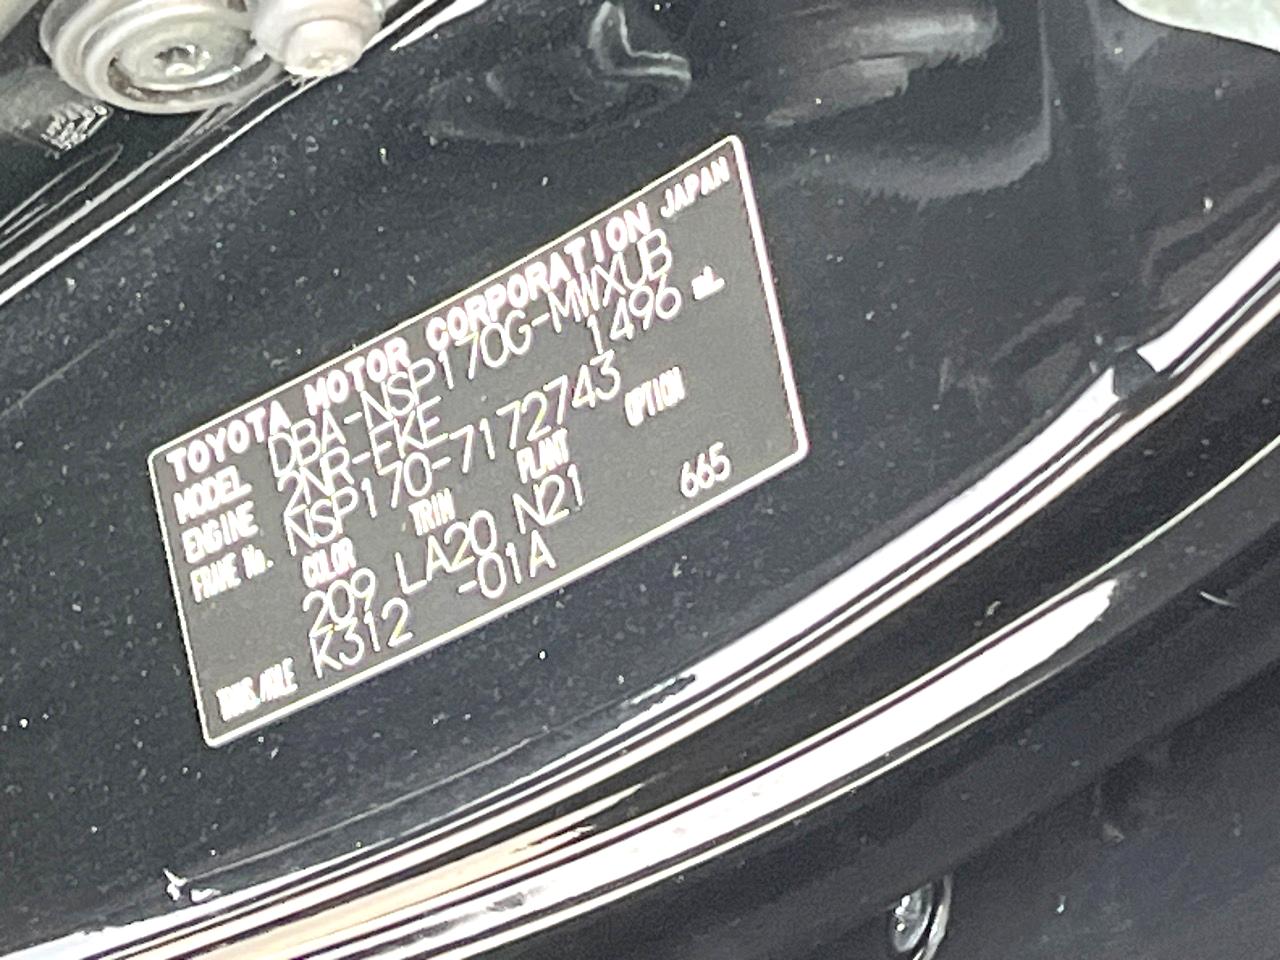 TOYOTA MOTOR CORPORATION JAPAN
MODEL DBA-NSP170G-MWXUB
ENGINE 2NR-FKE 1496 mL
FRAME No. NSP170-7172743
COLOR TRIM PLANT OPTION
209 LA20 N21 665
TRANS./AXLE K312 -01A